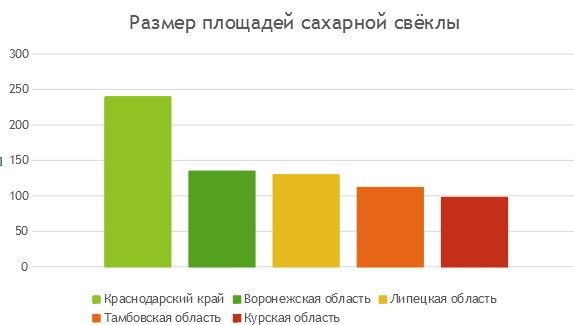 Размер площадей сахарной свёклы
300
250
200
150
100
50
0
Краснодарский край Воронежская область Липецкая область
Тамбовская область Курская область